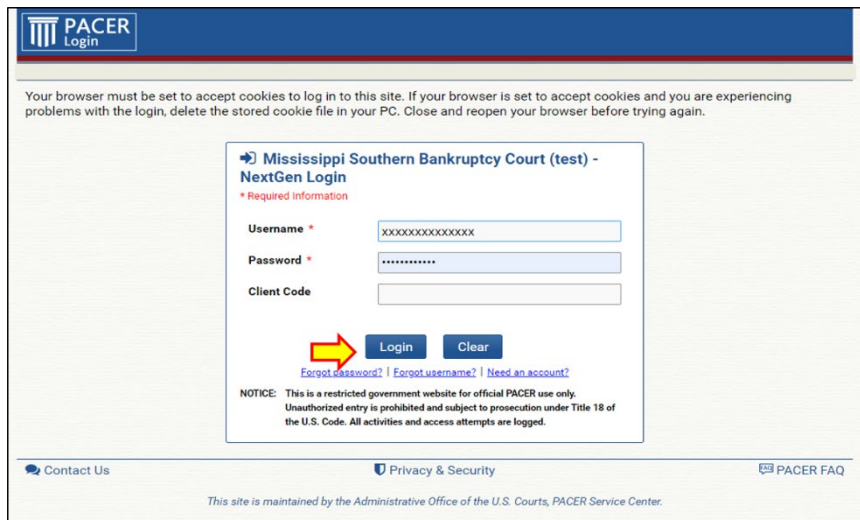 PACER
Login
Your browser must be set to accept cookies to log in to this site. If your browser is set to accept cookies and you are experiencing
problems with the login, delete the stored cookie file in your PC. Close and reopen your browser before trying again.
Mississippi Southern Bankruptcy Court (test) -
NextGen Login
* Required Information
Username *
xxxxxxxxxxxxxx
Password *
••••••••••••
Client Code
Login Clear
Forgot password? | Forgot username? | Need an account?
NOTICE: This is a restricted government website for official PACER use only.
Unauthorized entry is prohibited and subject to prosecution under Title 18 of
the U.S. Code. All activities and access attempts are logged.
Contact Us Privacy & Security FAQ PACER FAQ
This site is maintained by the Administrative Office of the U.S. Courts, PACER Service Center.